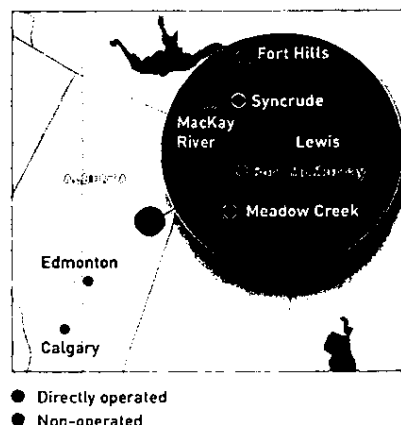 Fort Hills
Syncrude
MacKay
River
Lewis
Meadow Creek
Edmonton
Calgary
Directly operated
Non-operated